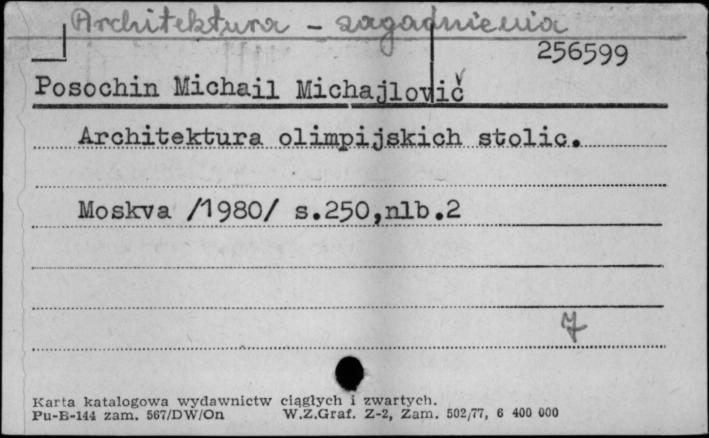 Architektura - zagadnienia
256599
Posochin Michail Michajlovič
Architektura olimpijskich stolic.
Moskva /1980/ s.250,nlb.2
7
Karta katalogowa wydawnictw ciągłych i zwartych.
Pu-B-144 zam. 567/DW/On W.Z.Graf. Z-2, Zam. 502/77, 6 400 000